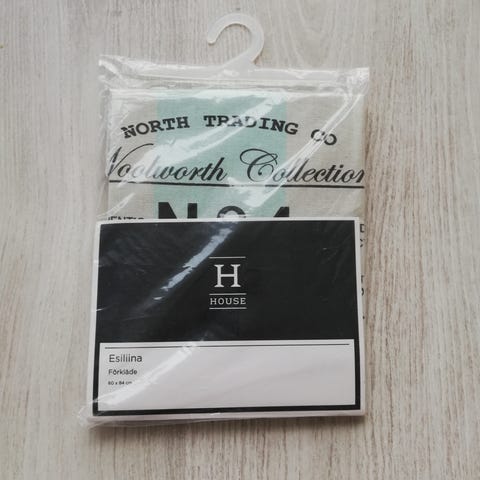 NORTH TRADING CO
Woolworth Collection
H
HOUSE
Esiliina
Förkläde
60 x 84 cm